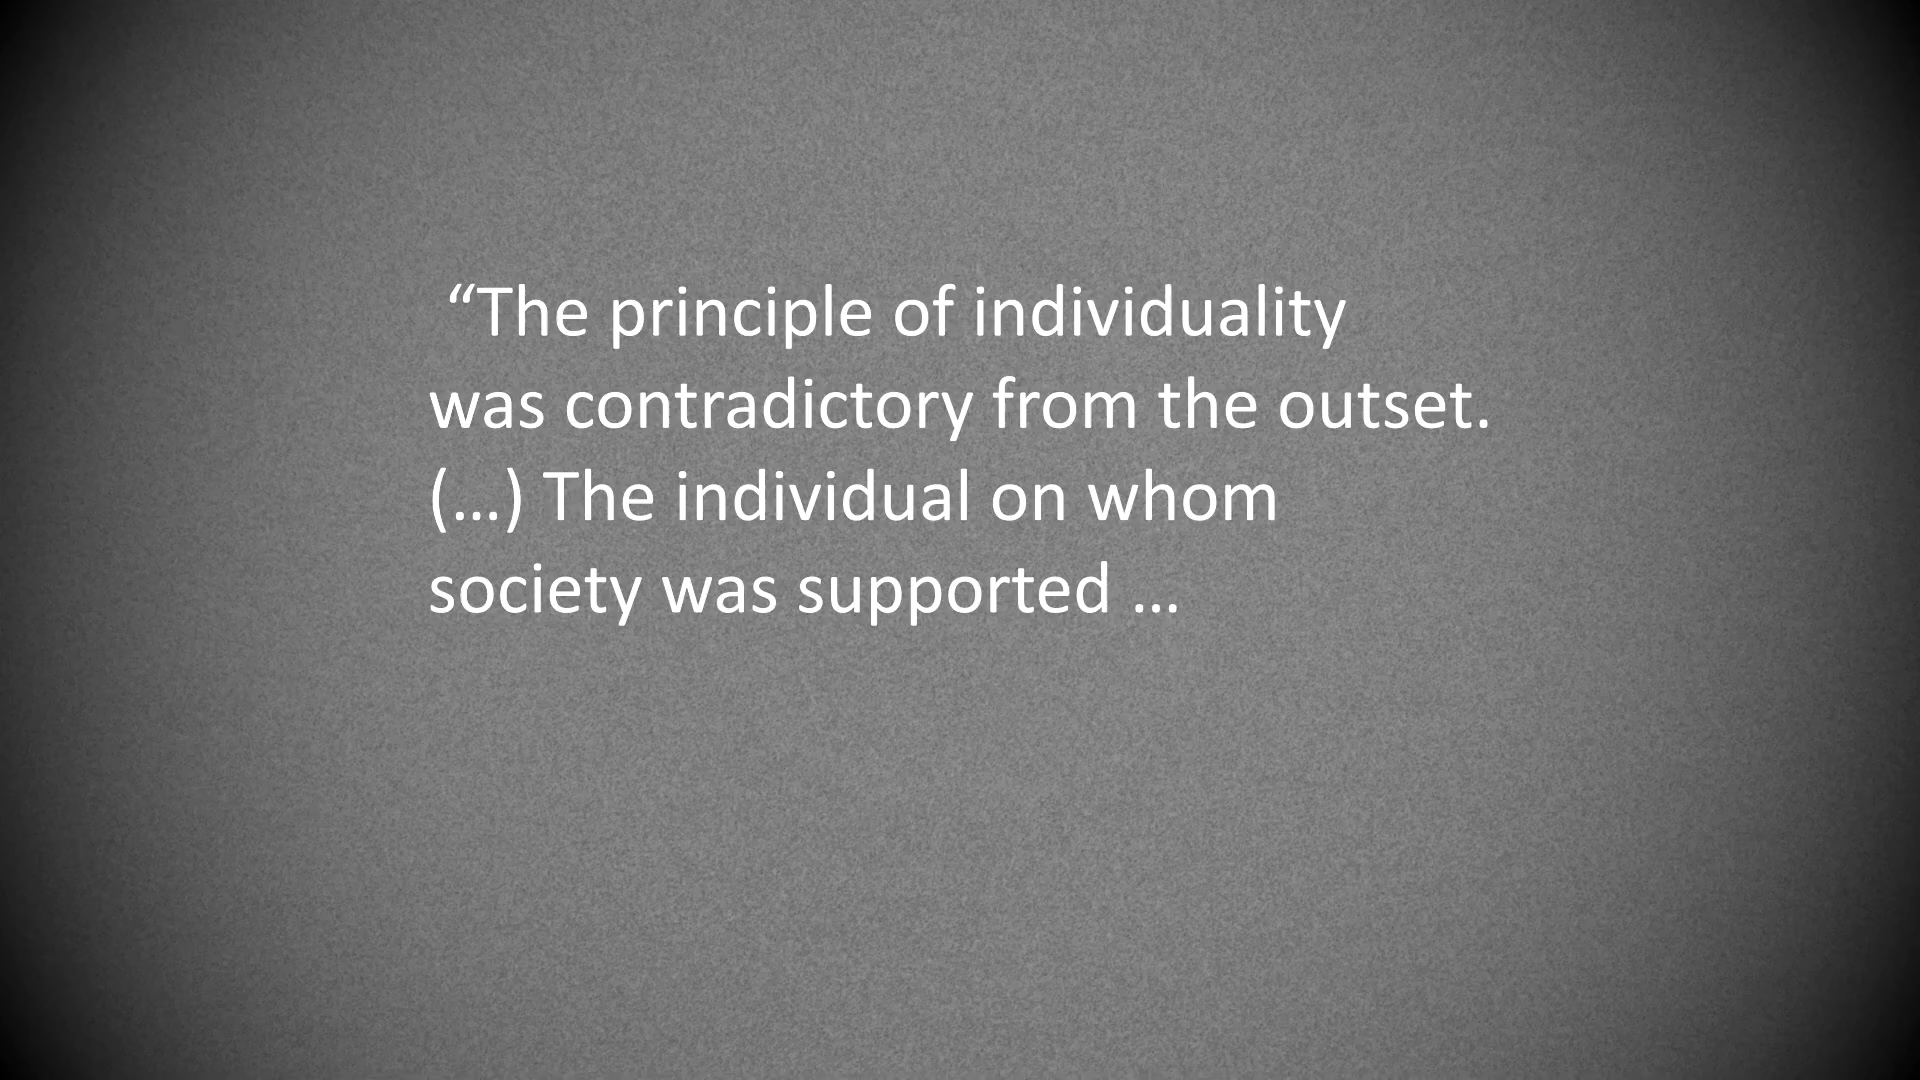 “The principle of individuality
was contradictory from the outset.
(…) The individual on whom
society was supported …